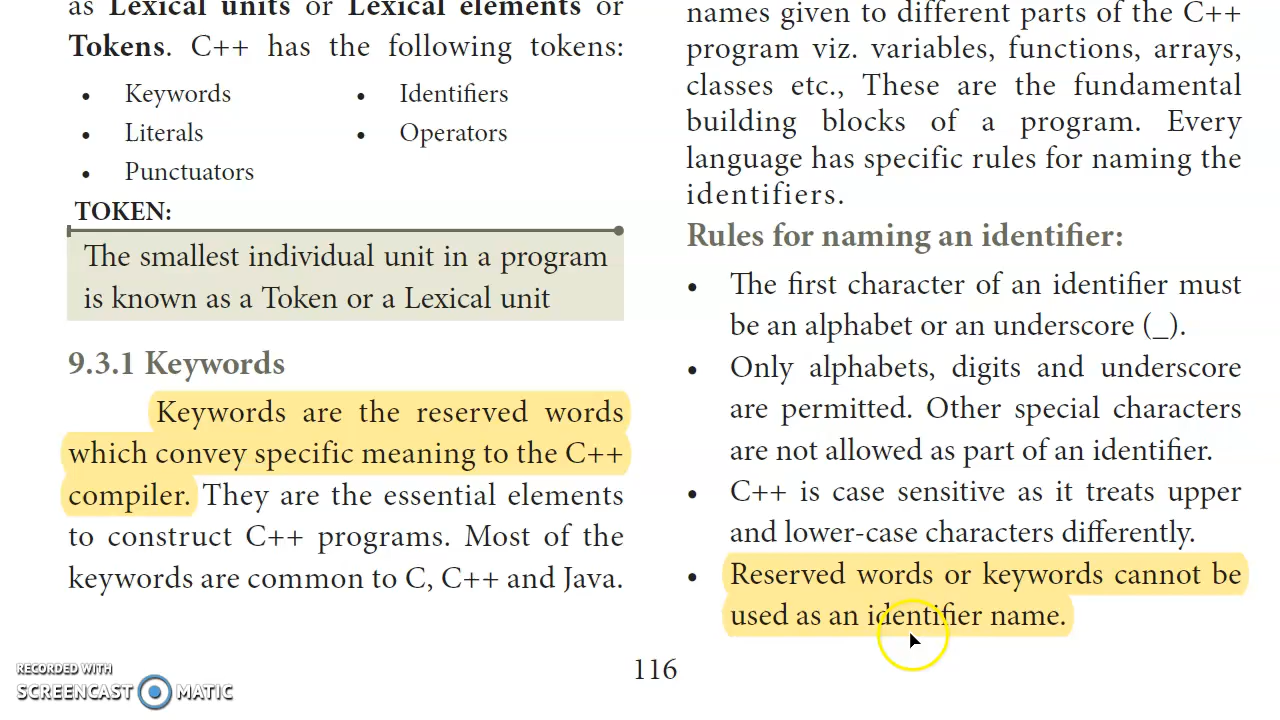 as Lexical units or Lexical elements or
Tokens. C++ has the following tokens:
• Keywords
• Identifiers
• Literals
• Operators
• Punctuators
TOKEN:
The smallest individual unit in a program
is known as a Token or a Lexical unit
9.3.1 Keywords
Keywords are the reserved words
which convey specific meaning to the C++
compiler. They are the essential elements
to construct C++ programs. Most of the
keywords are common to C, C++ and Java.
names given to different parts of the C++
program viz. variables, functions, arrays,
classes etc., These are the fundamental
building blocks of a program. Every
language has specific rules for naming the
identifiers.
Rules for naming an identifier:
• The first character of an identifier must
be an alphabet or an underscore (_).
• Only alphabets, digits and underscore
are permitted. Other special characters
are not allowed as part of an identifier.
• C++ is case sensitive as it treats upper
and lower-case characters differently.
• Reserved words or keywords cannot be
used as an identifier name.
116
RECORDED WITH
SCREENCAST MATIC